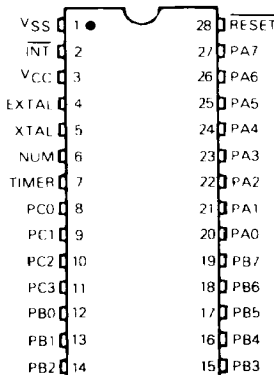 VSS 1 28 RESET
INT 2 27 PA7
VCC 3 26 PA6
EXTAL 4 25 PA5
XTAL 5 24 PA4
NUM 6 23 PA3
TIMER 7 22 PA2
PC0 8 21 PA1
PC1 9 20 PA0
PC2 10 19 PB7
PC3 11 18 PB6
PB0 12 17 PB5
PB1 13 16 PB4
PB2 14 15 PB3